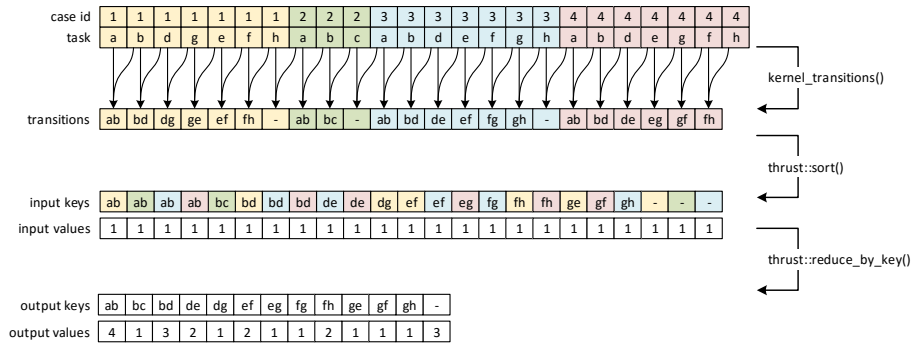 case id 1 1 1 1 1 1 1 2 2 2 3 3 3 3 3 3 3 4 4 4 4 4 4 4
task a b d g e f h a b c a b d e f g h a b d e g f h
kernel_transitions()
transitions ab bd dg ge ef fh - ab bc - ab bd de ef fg gh - ab bd de eg gf fh
thrust::sort()
input keys ab ab ab ab bc bd bd bd de de dg ef ef eg fg fh fh ge gf gh - - -
input values 1 1 1 1 1 1 1 1 1 1 1 1 1 1 1 1 1 1 1 1 1 1 1
thrust::reduce_by_key()
output keys ab bc bd de dg ef eg fg fh ge gf gh -
output values 4 1 3 2 1 2 1 1 2 1 1 1 3